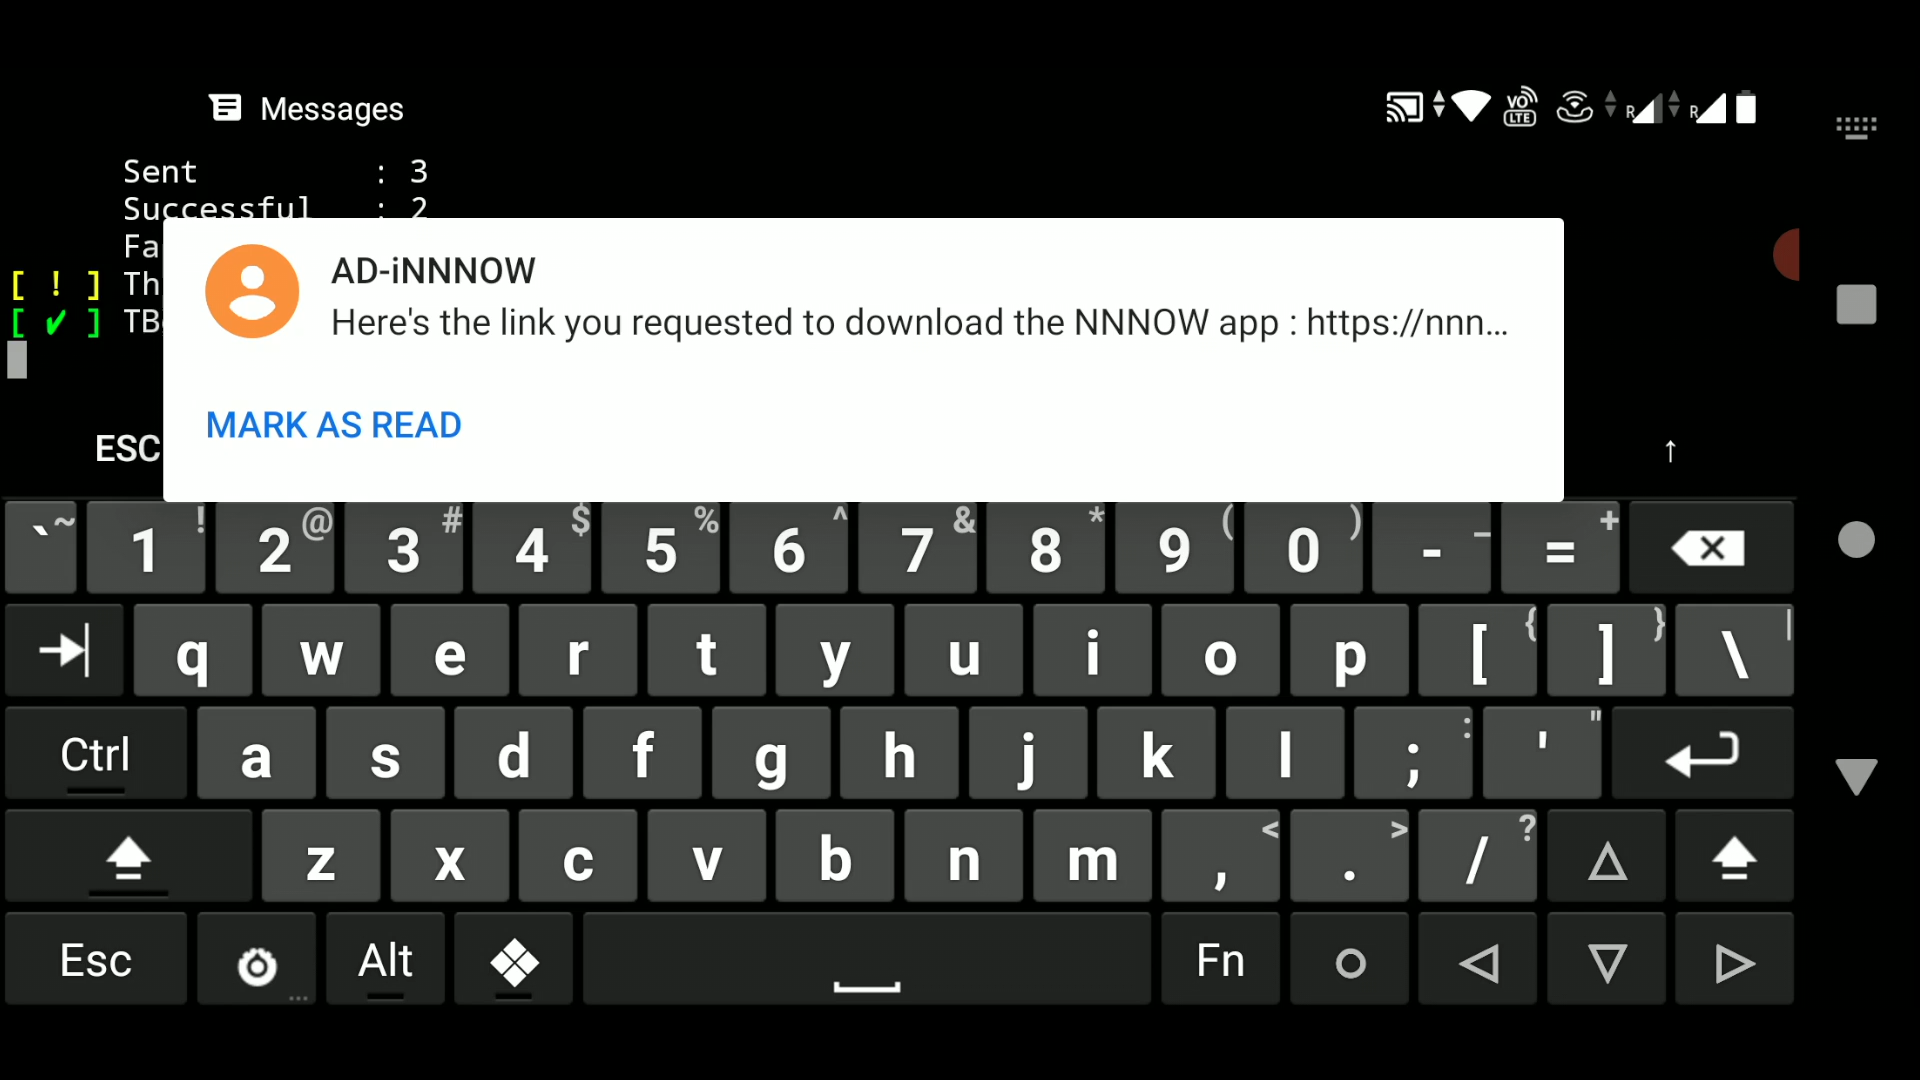 Messages
VO LTE R R
Sent : 3
Successful : 2
Fa
[ ! ] Th
[ ✔ ] TB
AD-iNNNOW
Here's the link you requested to download the NNNOW app : https://nnn...
MARK AS READ
ESC ↑
` ~ 1 ! 2 @ 3 # 4 $ 5 % 6 ^ 7 & 8 * 9 ( 0 ) - _ = +
q w e r t y u i o p [ { ] } \ |
Ctrl a s d f g h j k l ; : ' "
z x c v b n m , < . > / ?
Esc ... Alt Fn